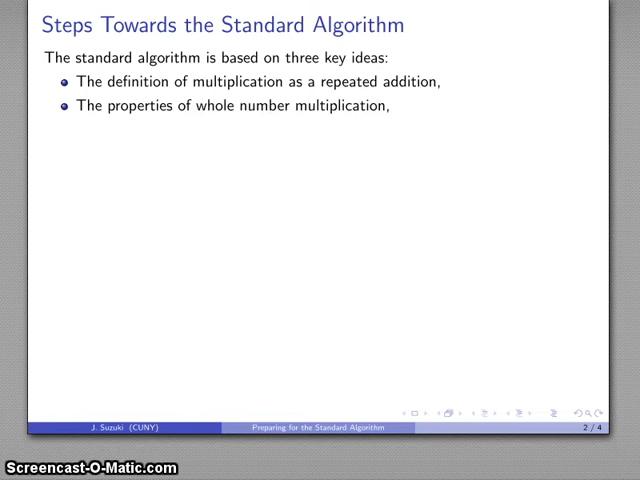 Steps Towards the Standard Algorithm
The standard algorithm is based on three key ideas:
The definition of multiplication as a repeated addition,
The properties of whole number multiplication,
J. Suzuki (CUNY)
Preparing for the Standard Algorithm
2 / 4
Screencast-O-Matic.com